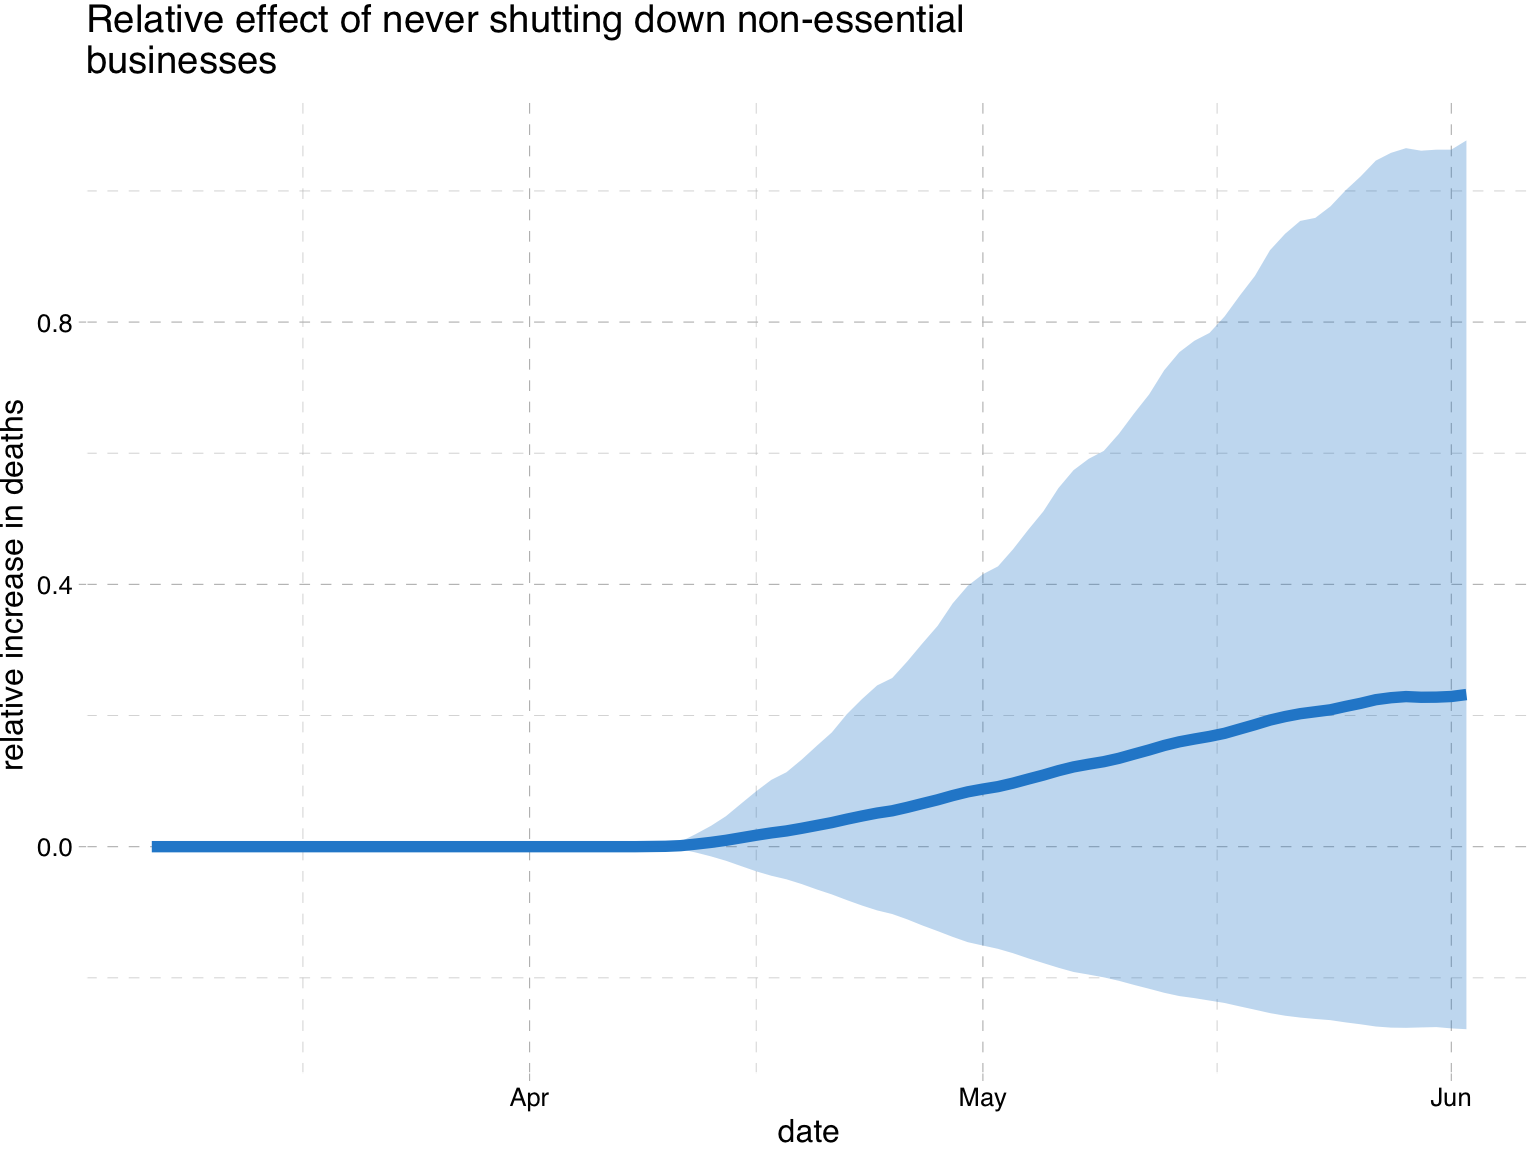 Relative effect of never shutting down non-essential
businesses
relative increase in deaths
0.8
0.4
0.0
Apr
May
Jun
date